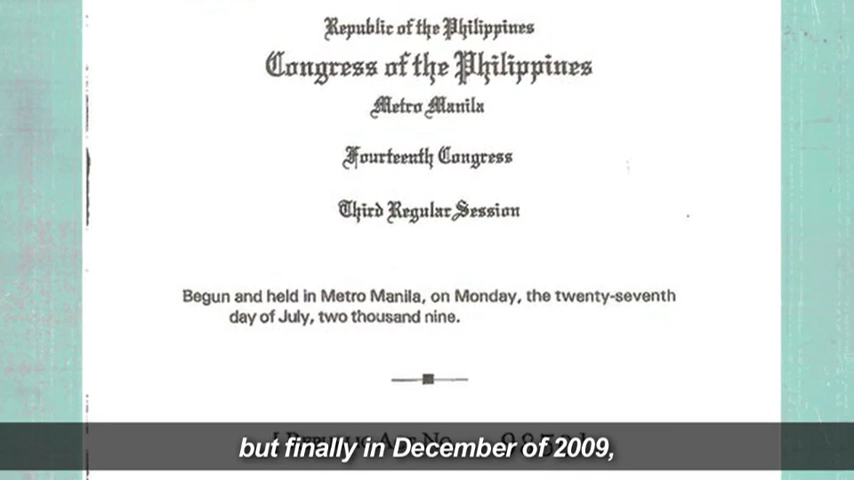 Republic of the Philippines
Congress of the Philippines
Metro Manila
Fourteenth Congress
Third Regular Session
Begun and held in Metro Manila, on Monday, the twenty-seventh
day of July, two thousand nine.
but finally in December of 2009,